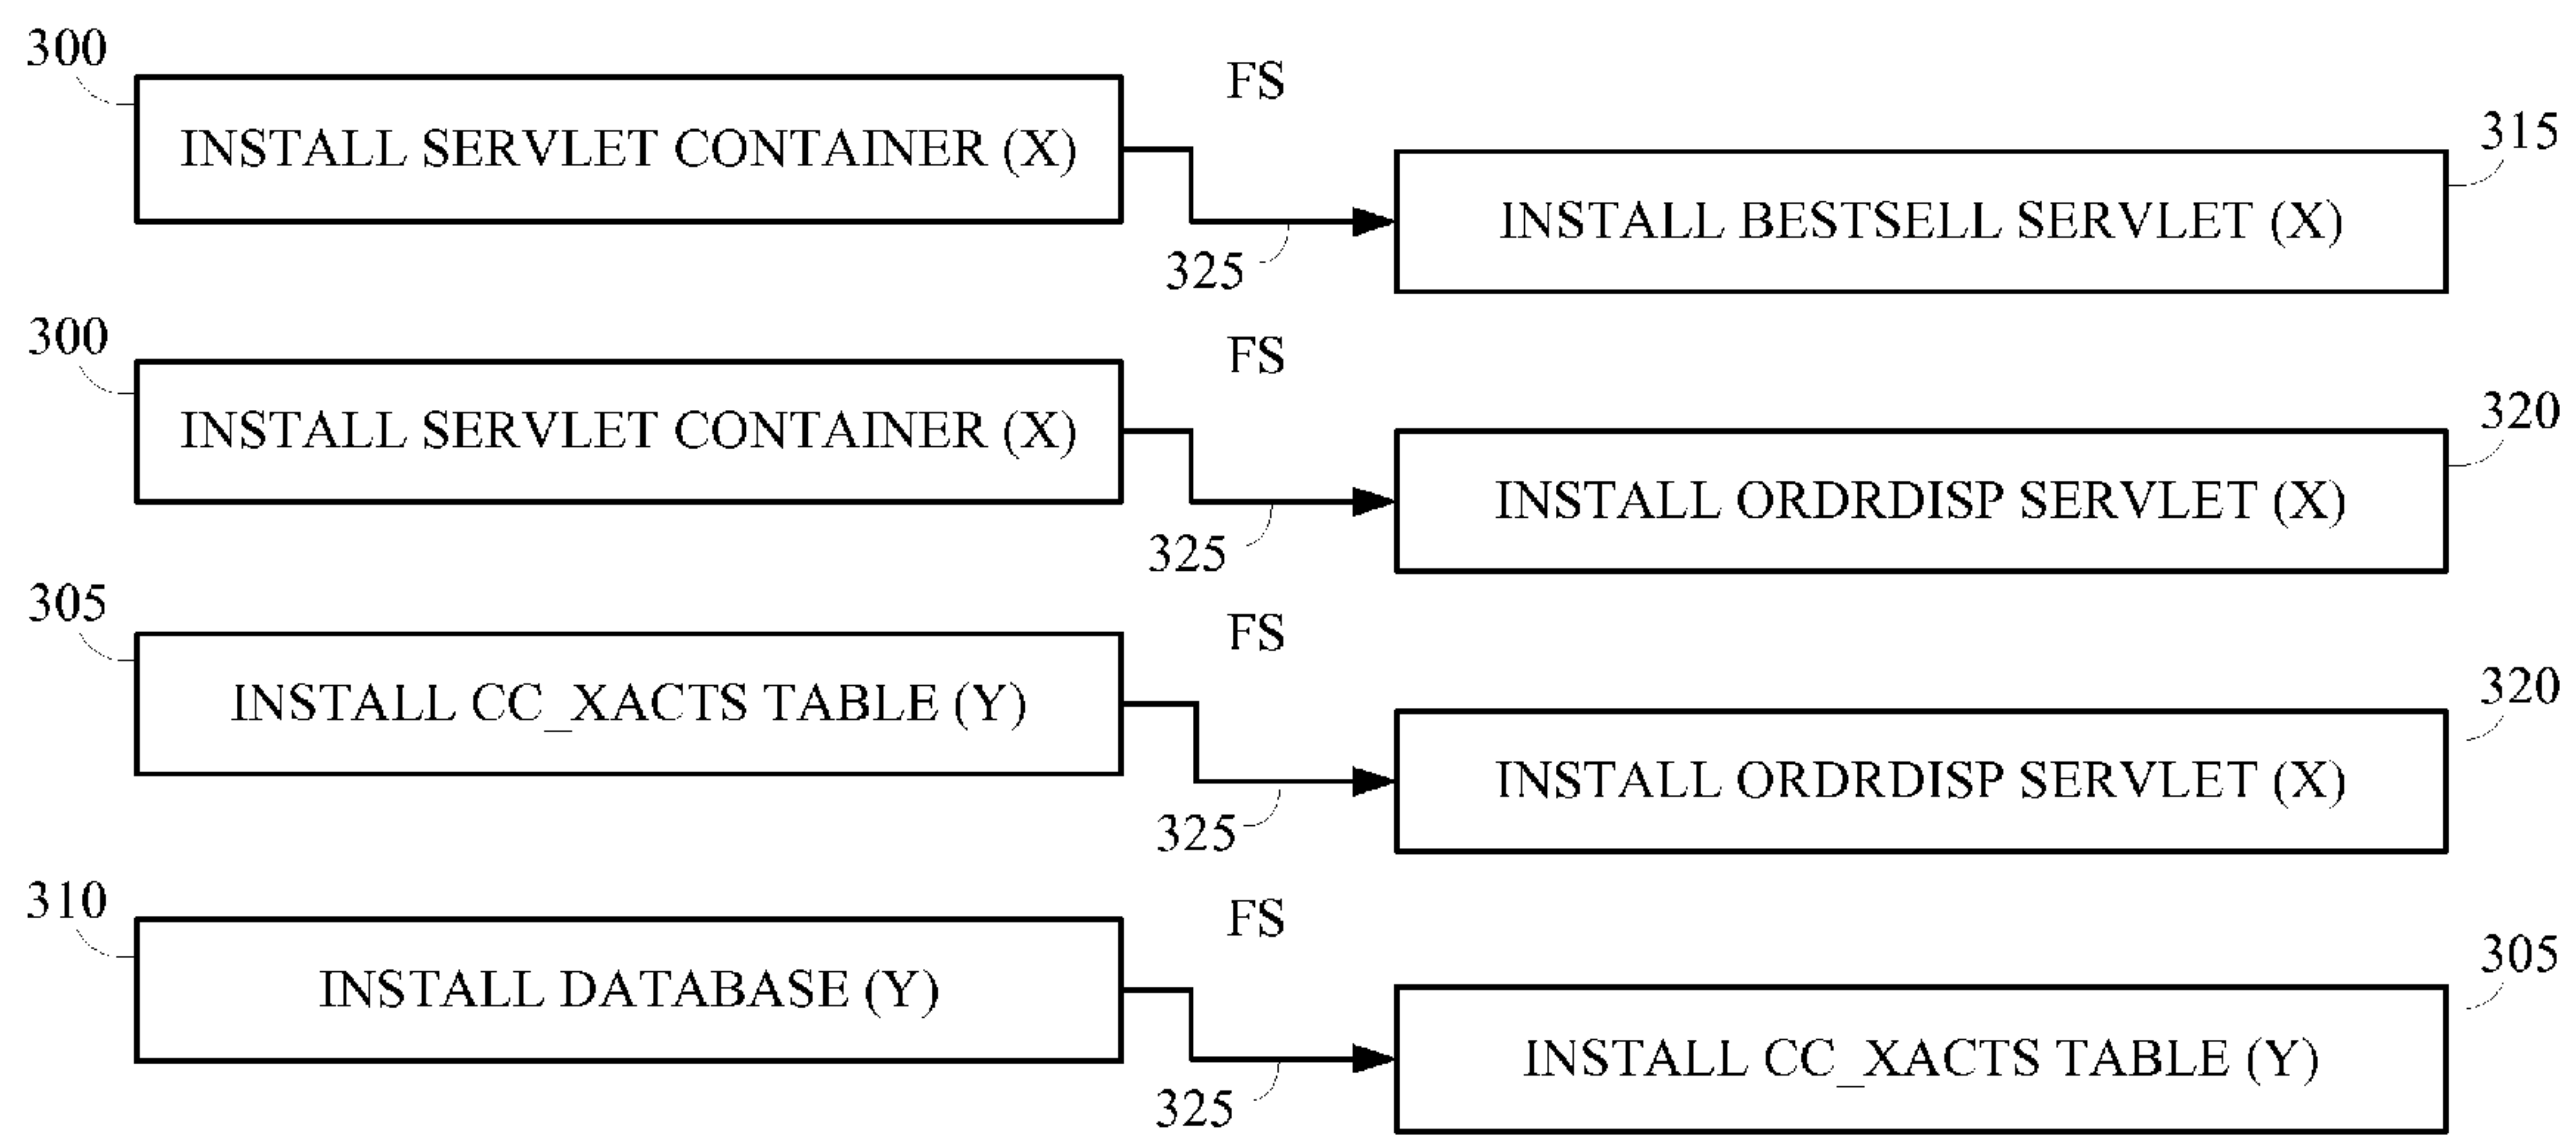 300
FS
INSTALL SERVLET CONTAINER (X)
315
INSTALL BESTSELL SERVLET (X)
325
300
FS
INSTALL SERVLET CONTAINER (X)
320
INSTALL ORDRDISP SERVLET (X)
325
305
FS
INSTALL CC_XACTS TABLE (Y)
320
INSTALL ORDRDISP SERVLET (X)
325
310
FS
INSTALL DATABASE (Y)
305
INSTALL CC_XACTS TABLE (Y)
325